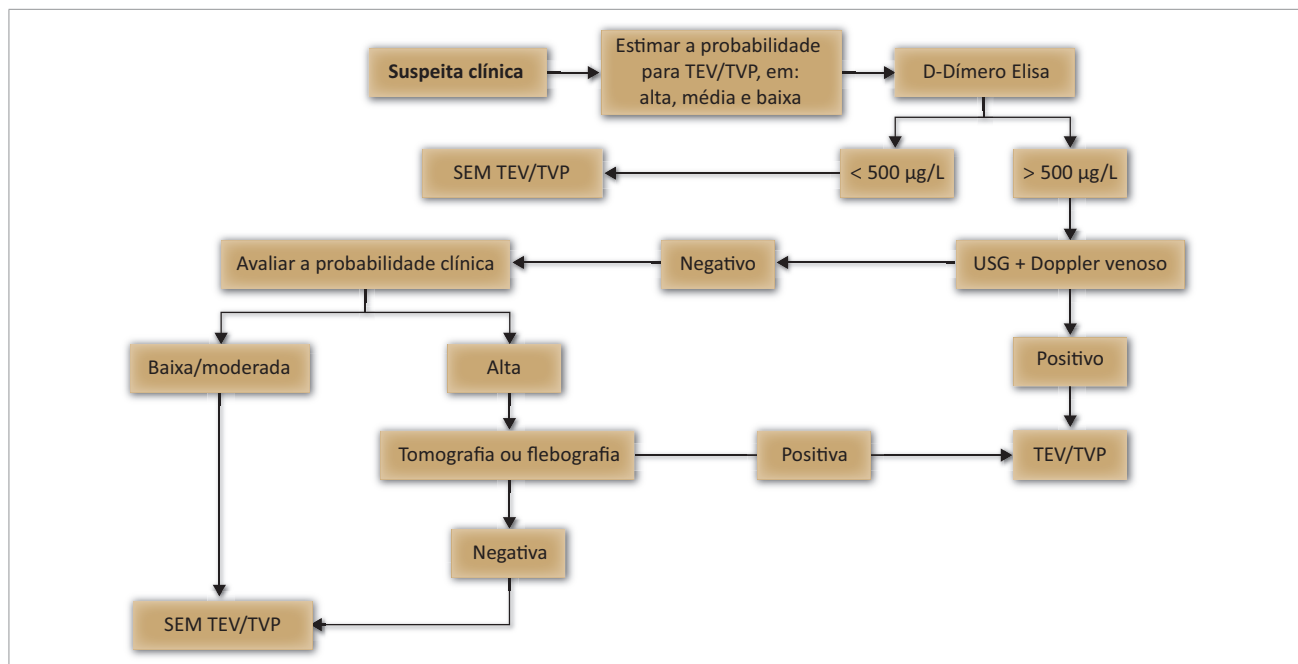 Suspeita clínica
Estimar a probabilidade
para TEV/TVP, em:
alta, média e baixa
D-Dímero Elisa
SEM TEV/TVP
< 500 µg/L
> 500 µg/L
Avaliar a probabilidade clínica
Negativo
USG + Doppler venoso
Baixa/moderada
Alta
Positivo
Tomografia ou flebografia
Positiva
TEV/TVP
Negativa
SEM TEV/TVP